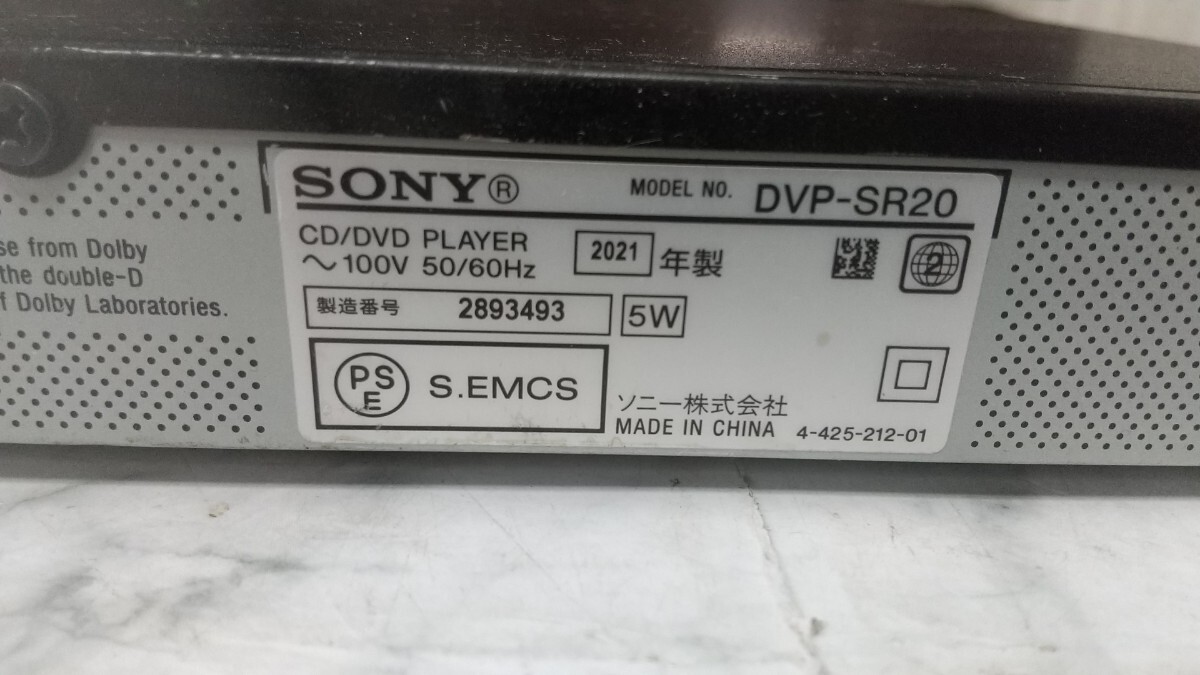 SONY® MODEL NO. DVP-SR20
CD/DVD PLAYER
~100V 50/60Hz 2021 年製 2
製造番号 2893493 5W
PSE S.EMCS
ソニー株式会社
MADE IN CHINA 4-425-212-01
from Dolby
the double-D
Dolby Laboratories.